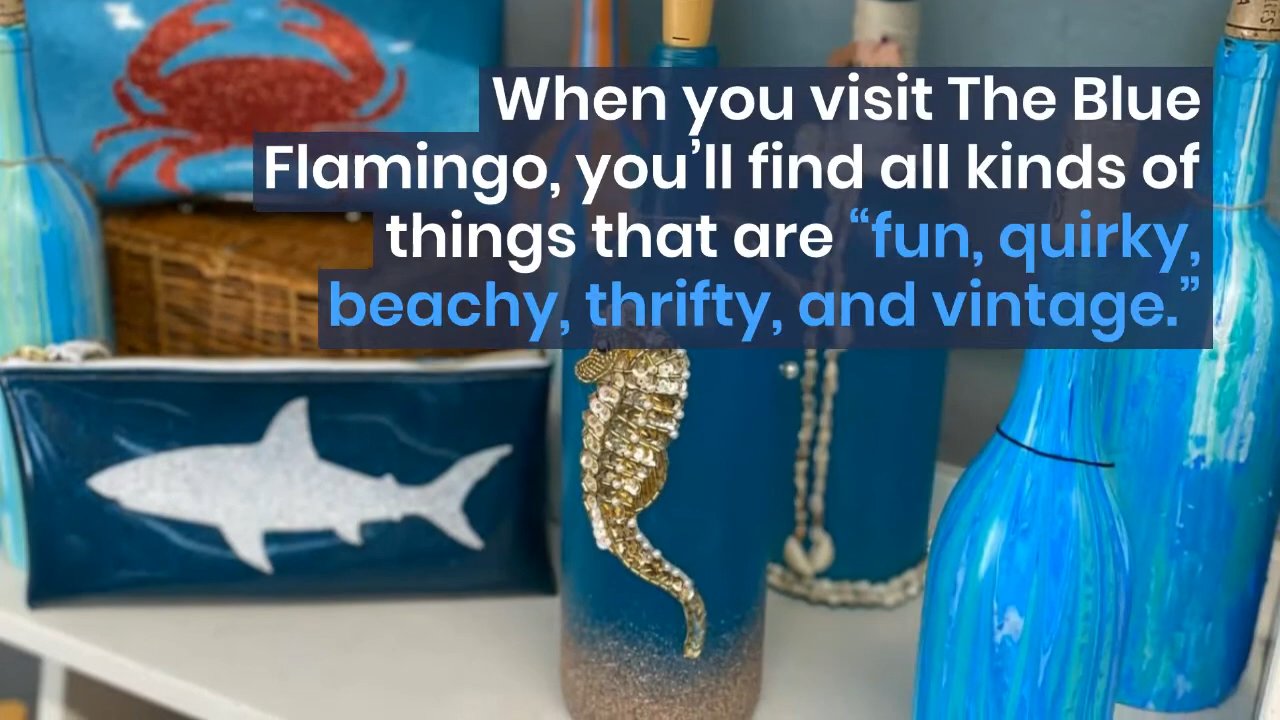 When you visit The Blue
Flamingo, you’ll find all kinds of
things that are “fun, quirky,
beachy, thrifty, and vintage.”